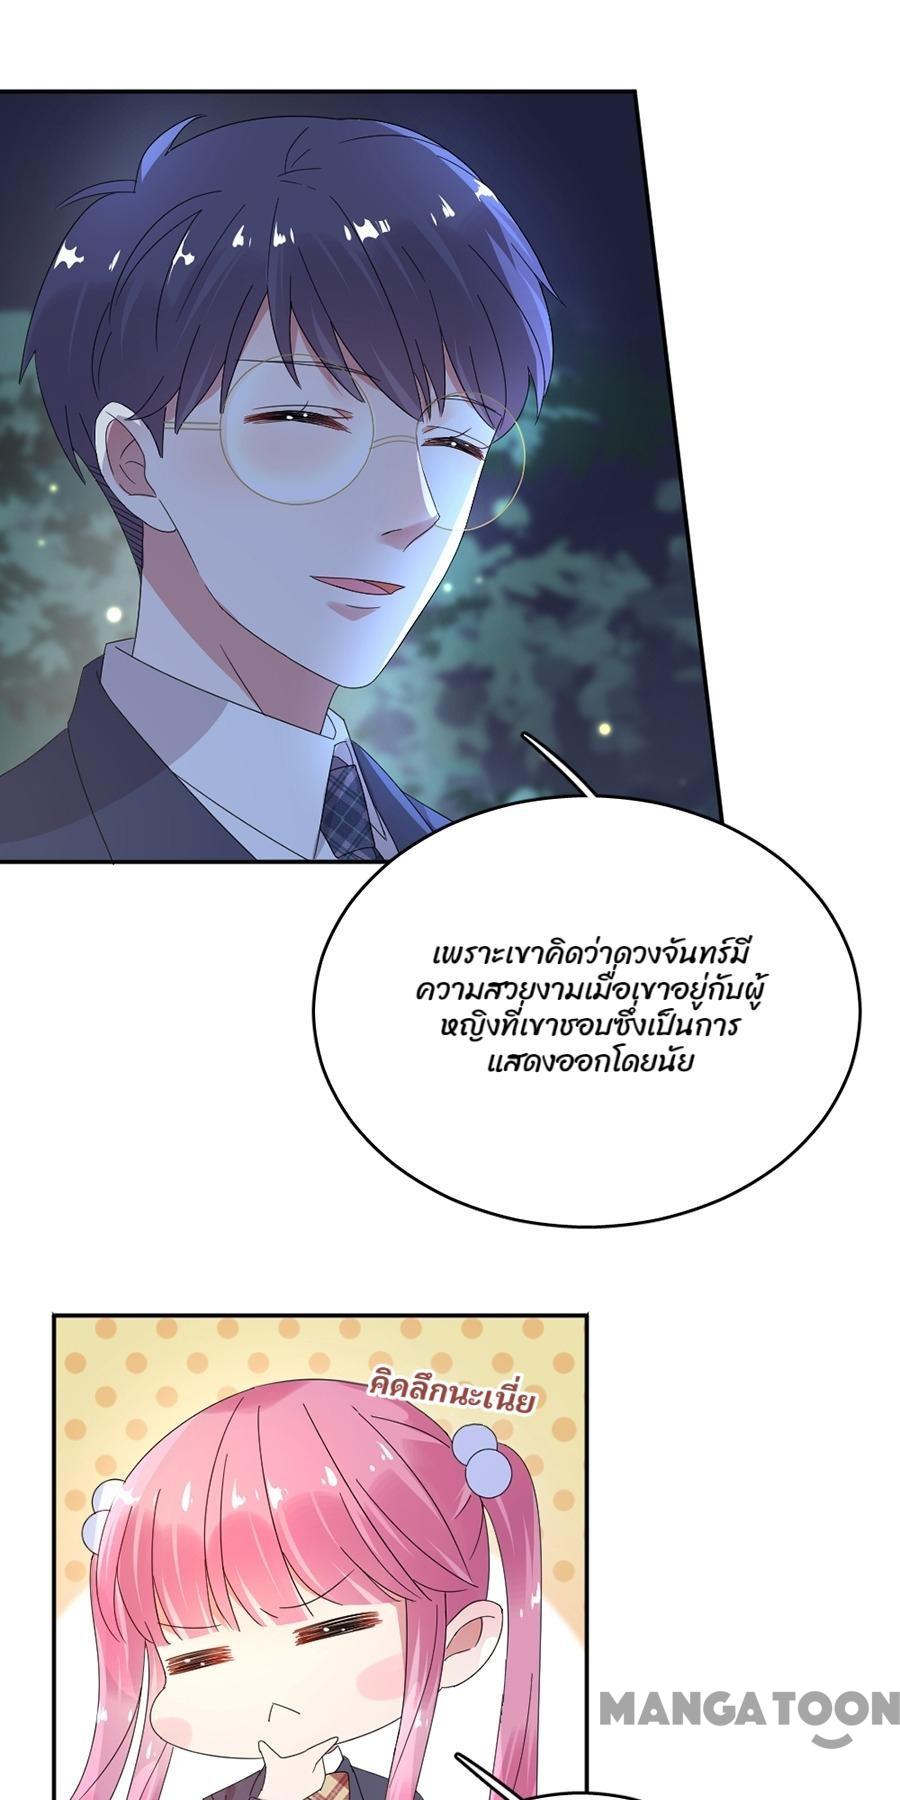 เพราะเขาคิดว่าดวงจันทร์มี
ความสวยงามเมื่อเขาอยู่กับผู้
หญิงที่เขาชอบซึ่งเป็นการ
แสดงออกโดยนัย
คิดลึกนะเนี่ย
MANGATOON